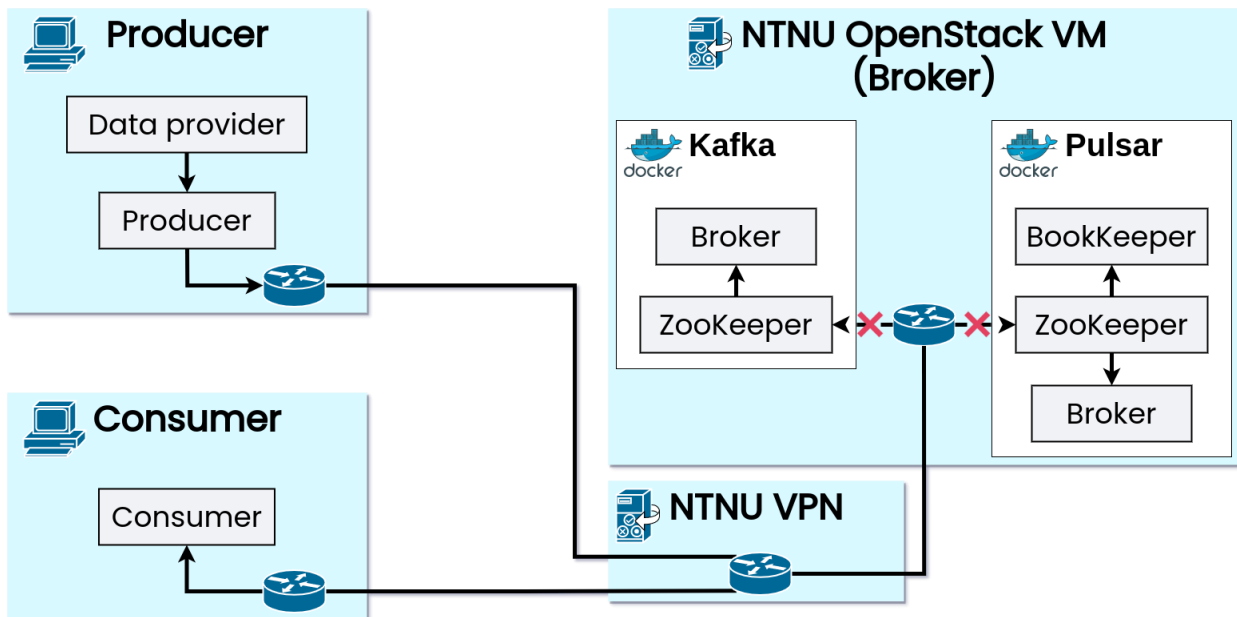 Producer
Data provider
Producer
Consumer
Consumer
NTNU OpenStack VM
(Broker)
docker
Kafka
Broker
ZooKeeper
docker
Pulsar
BookKeeper
ZooKeeper
Broker
NTNU VPN